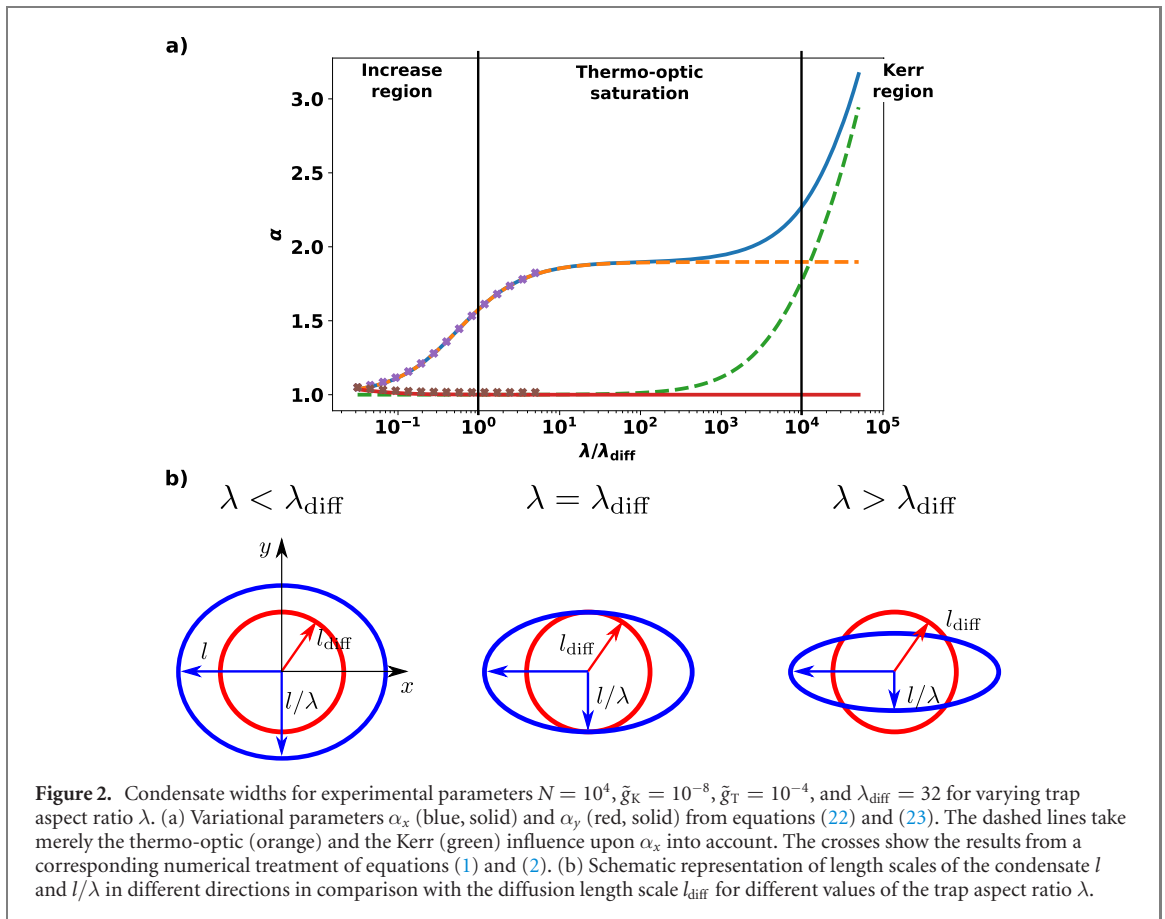 a)
Increase
region
Thermo-optic
saturation
Kerr
region
3.0
2.5
2.0
1.5
1.0
α
10⁻¹ 10⁰ 10¹ 10² 10³ 10⁴ 10⁵
λ/λ_diff
b)
λ < λ_diff λ = λ_diff λ > λ_diff
y
l l_diff x l/λ
l_diff l/λ
l_diff l/λ
Figure 2. Condensate widths for experimental parameters N = 10⁴, g̃_K = 10⁻⁸, g̃_T = 10⁻⁴, and λ_diff = 32 for varying trap
aspect ratio λ. (a) Variational parameters α_x (blue, solid) and α_y (red, solid) from equations (22) and (23). The dashed lines take
merely the thermo-optic (orange) and the Kerr (green) influence upon α_x into account. The crosses show the results from a
corresponding numerical treatment of equations (1) and (2). (b) Schematic representation of length scales of the condensate l
and l/λ in different directions in comparison with the diffusion length scale l_diff for different values of the trap aspect ratio λ.